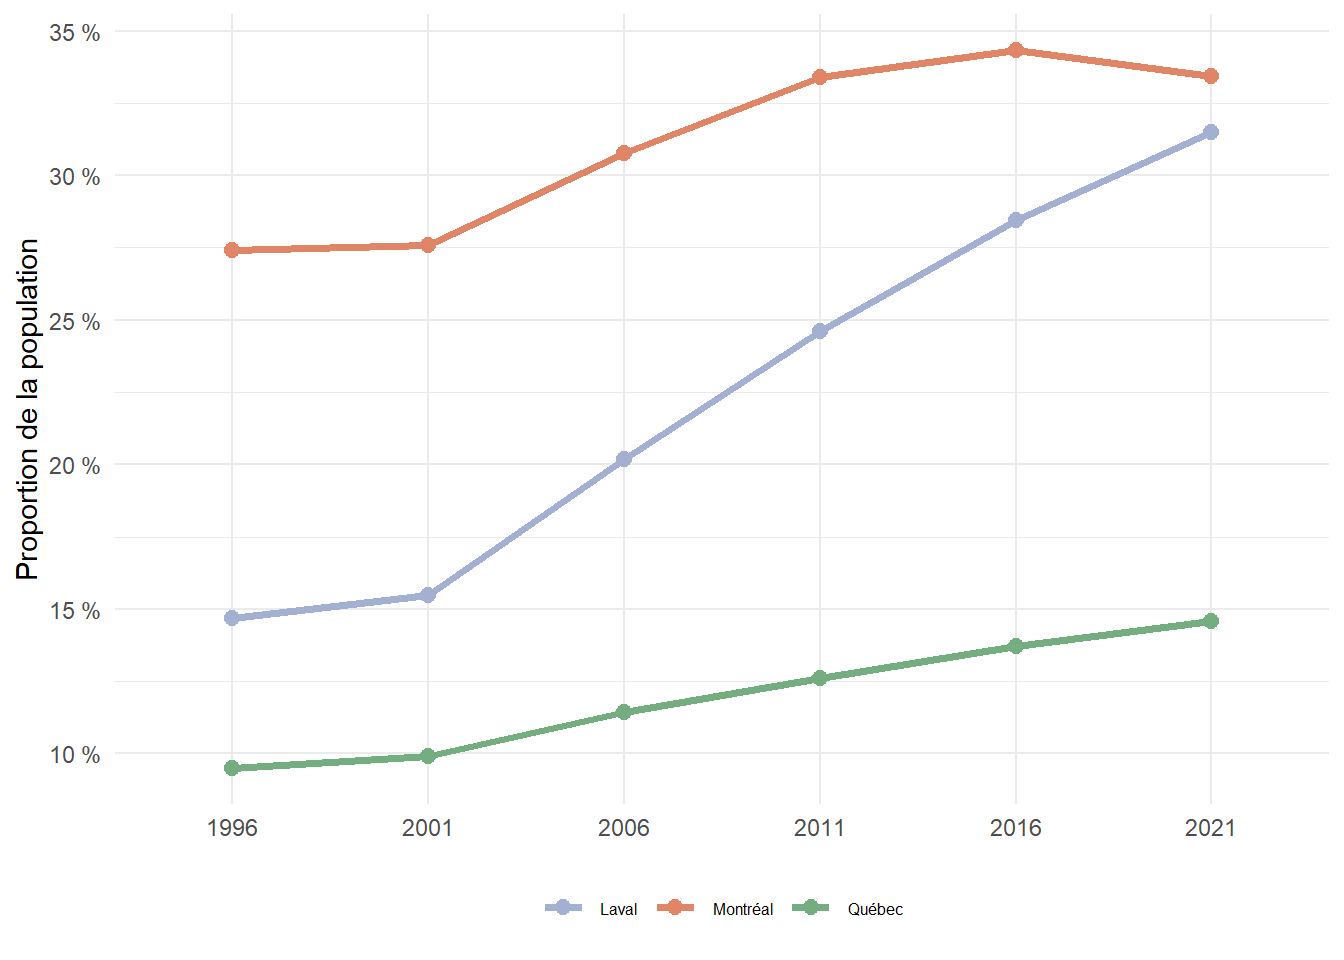 35 %
30 %
25 %
20 %
15 %
10 %
Proportion de la population
1996 2001 2006 2011 2016 2021
Laval Montréal Québec